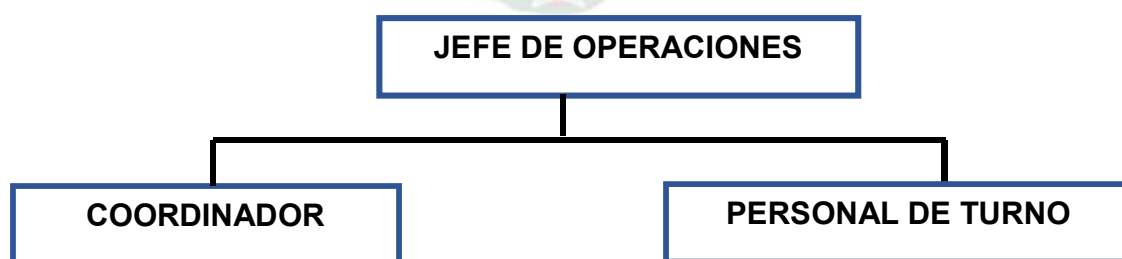 JEFE DE OPERACIONES
COORDINADOR
PERSONAL DE TURNO